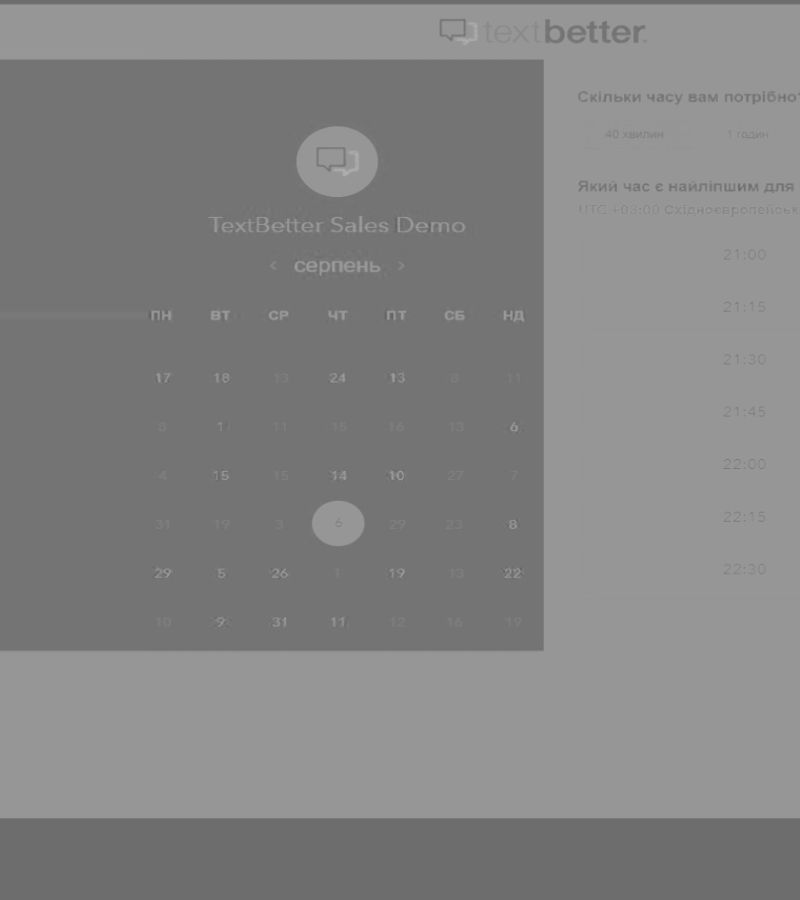 textbetter.
TextBetter Sales Demo
< серпень >
ПН ВТ СР ЧТ ПТ СБ НД
17 18 13 24 13 8 11
3 1 11 15 16 13 6
4 15 15 14 10 27 7
31 19 3 6 29 23 8
29 5 26 1 19 13 22
10 9 31 11 12 16 19
Скільки часу вам потрібно?
40 хвилин 1 годин
Який час є найліпшим для
UTC +03:00
21:00
21:15
21:30
21:45
22:00
22:15
22:30